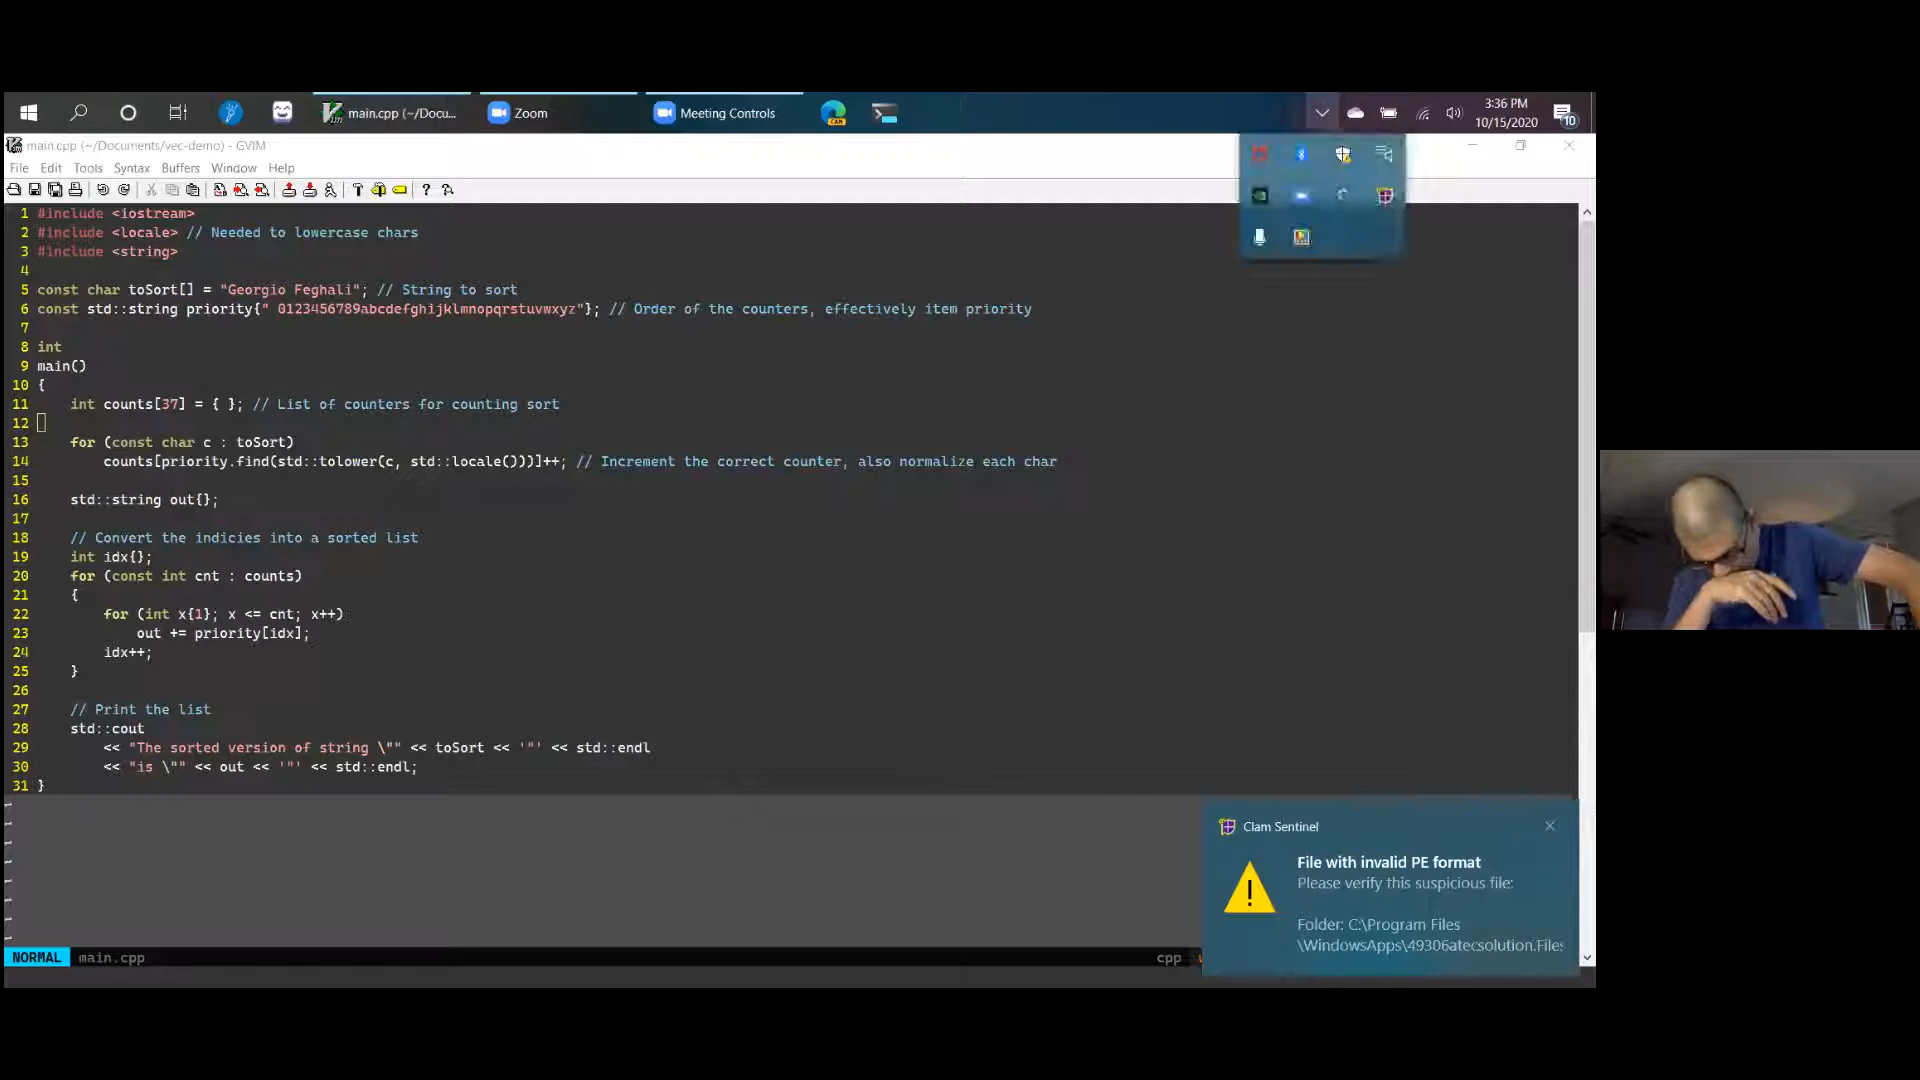 main.cpp (~/Docu...
Zoom
Meeting Controls
CAN
3:36 PM
10/15/2020
10
main.cpp (~/Documents/vec-demo) - GVIM
File Edit Tools Syntax Buffers Window Help
1 #include <iostream>
2 #include <locale> // Needed to lowercase chars
3 #include <string>
4
5 const char toSort[] = "Georgio Feghali"; // String to sort
6 const std::string priority{" 0123456789abcdefghijklmnopqrstuvwxyz"}; // Order of the counters, effectively item priority
7
8 int
9 main()
10 {
11     int counts[37] = { }; // List of counters for counting sort
12
13     for (const char c : toSort)
14         counts[priority.find(std::tolower(c, std::locale()))]++; // Increment the correct counter, also normalize each char
15
16     std::string out{};
17
18     // Convert the indicies into a sorted list
19     int idx{};
20     for (const int cnt : counts)
21     {
22         for (int x{1}; x <= cnt; x++)
23             out += priority[idx];
24         idx++;
25     }
26
27     // Print the list
28     std::cout
29         << "The sorted version of string \"" << toSort << '"' << std::endl
30         << "is \"" << out << '"' << std::endl;
31 }
~
~
~
~
~
~
~
~
Clam Sentinel
File with invalid PE format
Please verify this suspicious file:
Folder: C:\Program Files
\WindowsApps\49306atecsolution.Files
NORMAL main.cpp
cpp